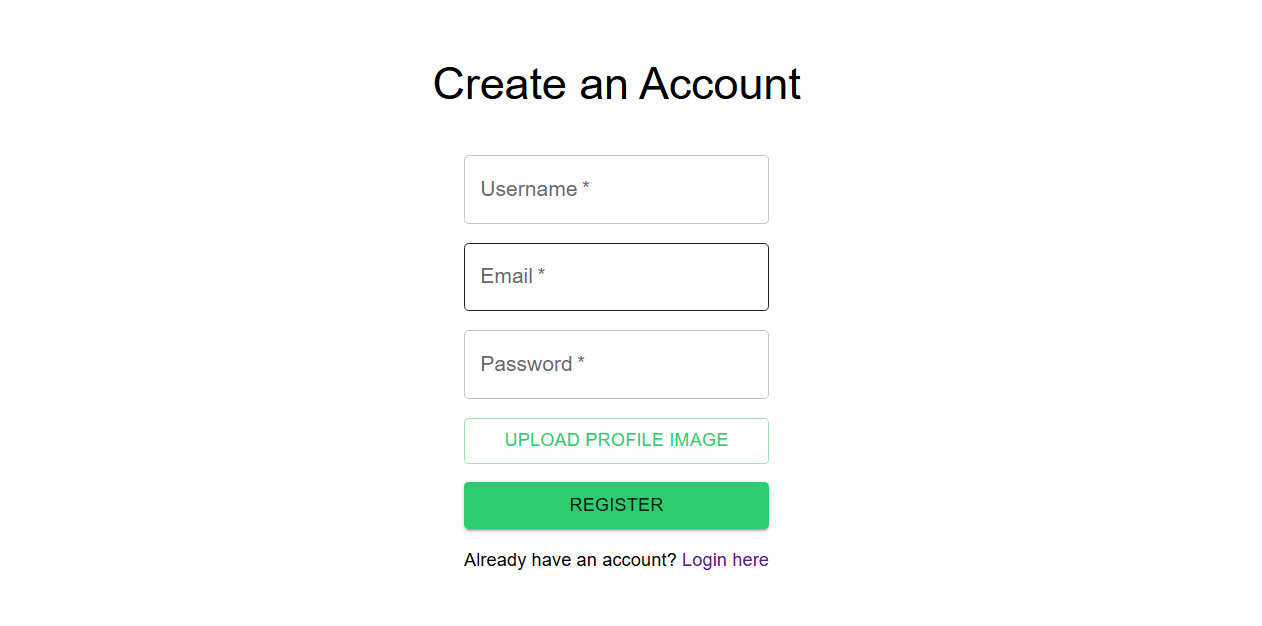 Create an Account
Username *
Email *
Password *
UPLOAD PROFILE IMAGE
REGISTER
Already have an account? Login here